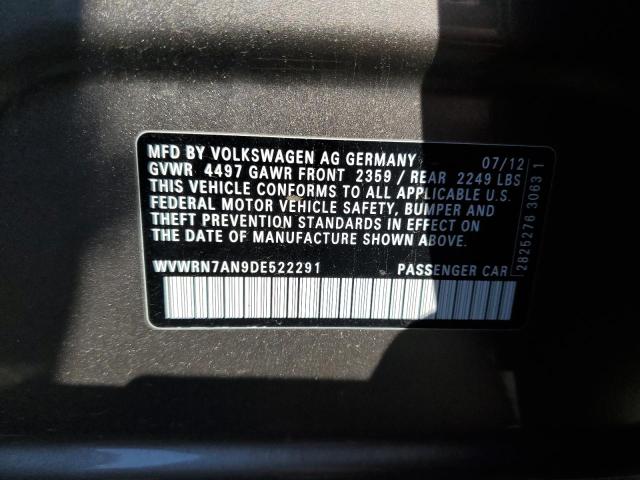 MFD BY VOLKSWAGEN AG GERMANY 07/12
GVWR 4497 GAWR FRONT 2359 / REAR 2249 LBS
THIS VEHICLE CONFORMS TO ALL APPLICABLE U.S.
FEDERAL MOTOR VEHICLE SAFETY, BUMPER AND
THEFT PREVENTION STANDARDS IN EFFECT ON
THE DATE OF MANUFACTURE SHOWN ABOVE.
WVWRN7AN9DE522291 PASSENGER CAR
2825276 3063 1